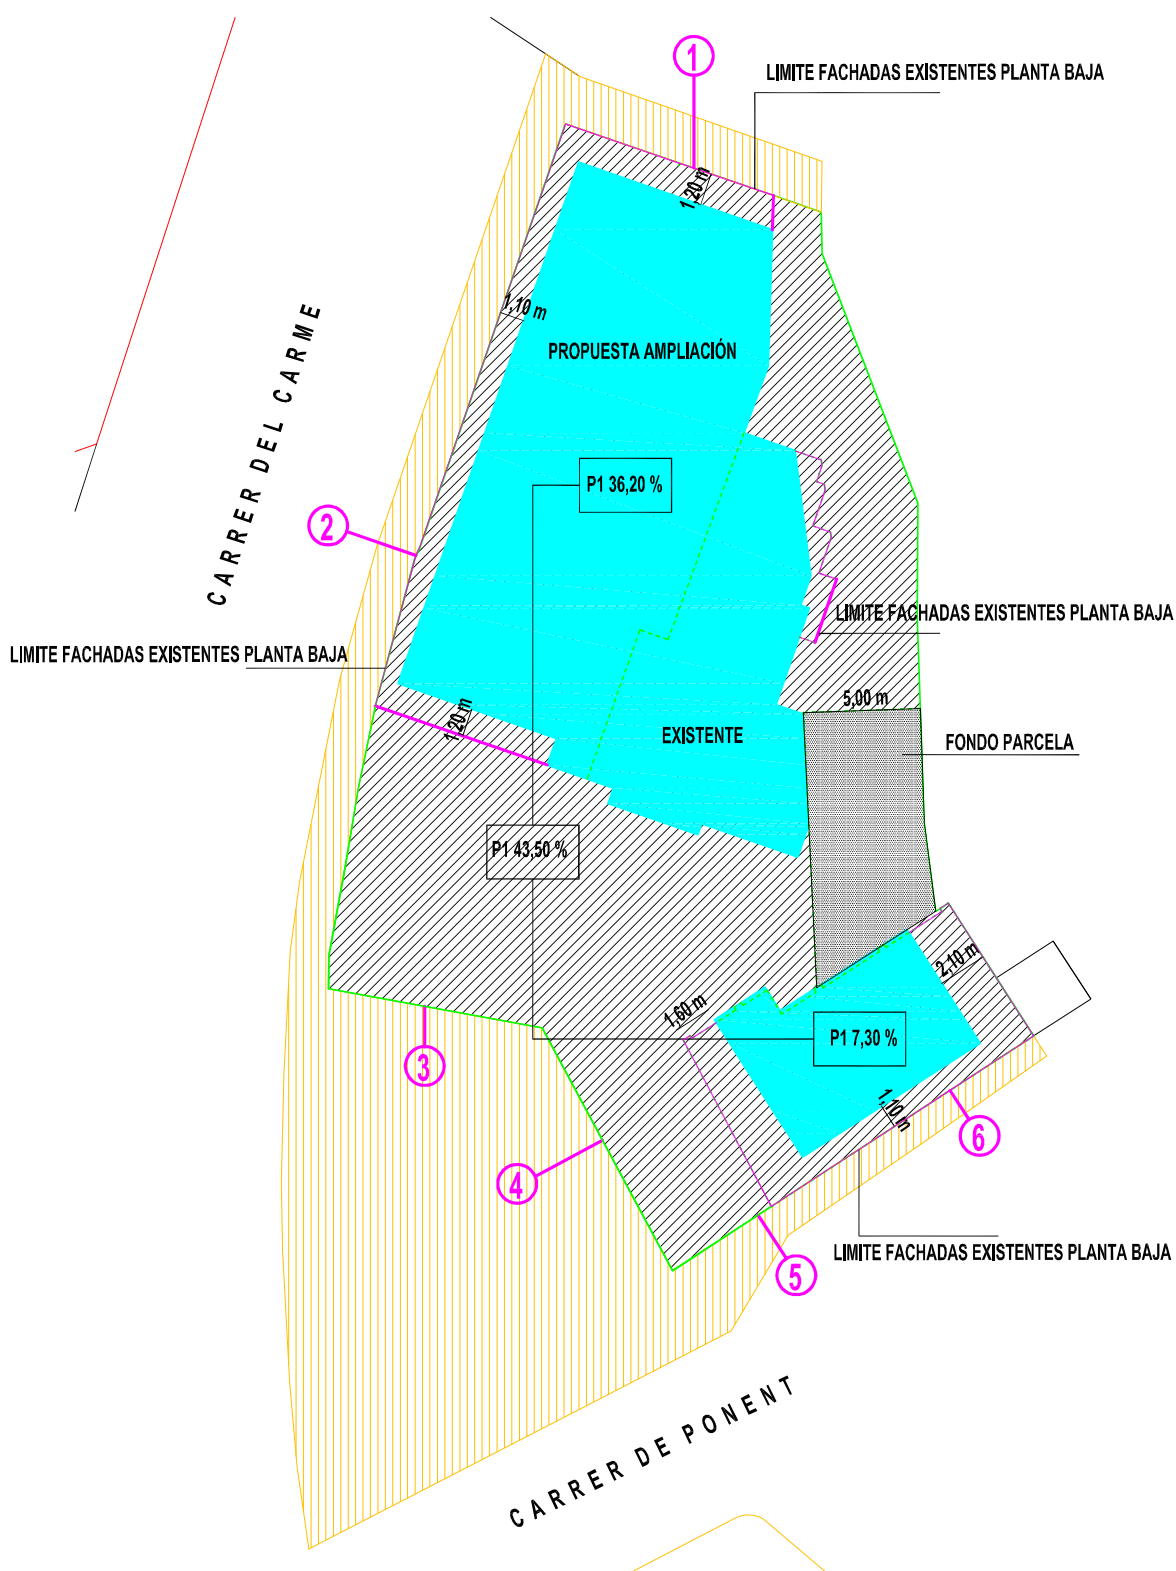 1
LIMITE FACHADAS EXISTENTES PLANTA BAJA
1,20 m
1,10 m
PROPUESTA AMPLIACIÓN
CARRER DEL CARME
P1 36,20 %
2
LIMITE FACHADAS EXISTENTES PLANTA BAJA
LIMITE FACHADAS EXISTENTES PLANTA BAJA
5,00 m
1,20 m
EXISTENTE
FONDO PARCELA
P1 43,50 %
2,10 m
1,60 m
P1 7,30 %
3
1,10 m
6
4
LIMITE FACHADAS EXISTENTES PLANTA BAJA
5
CARRER DE PONENT